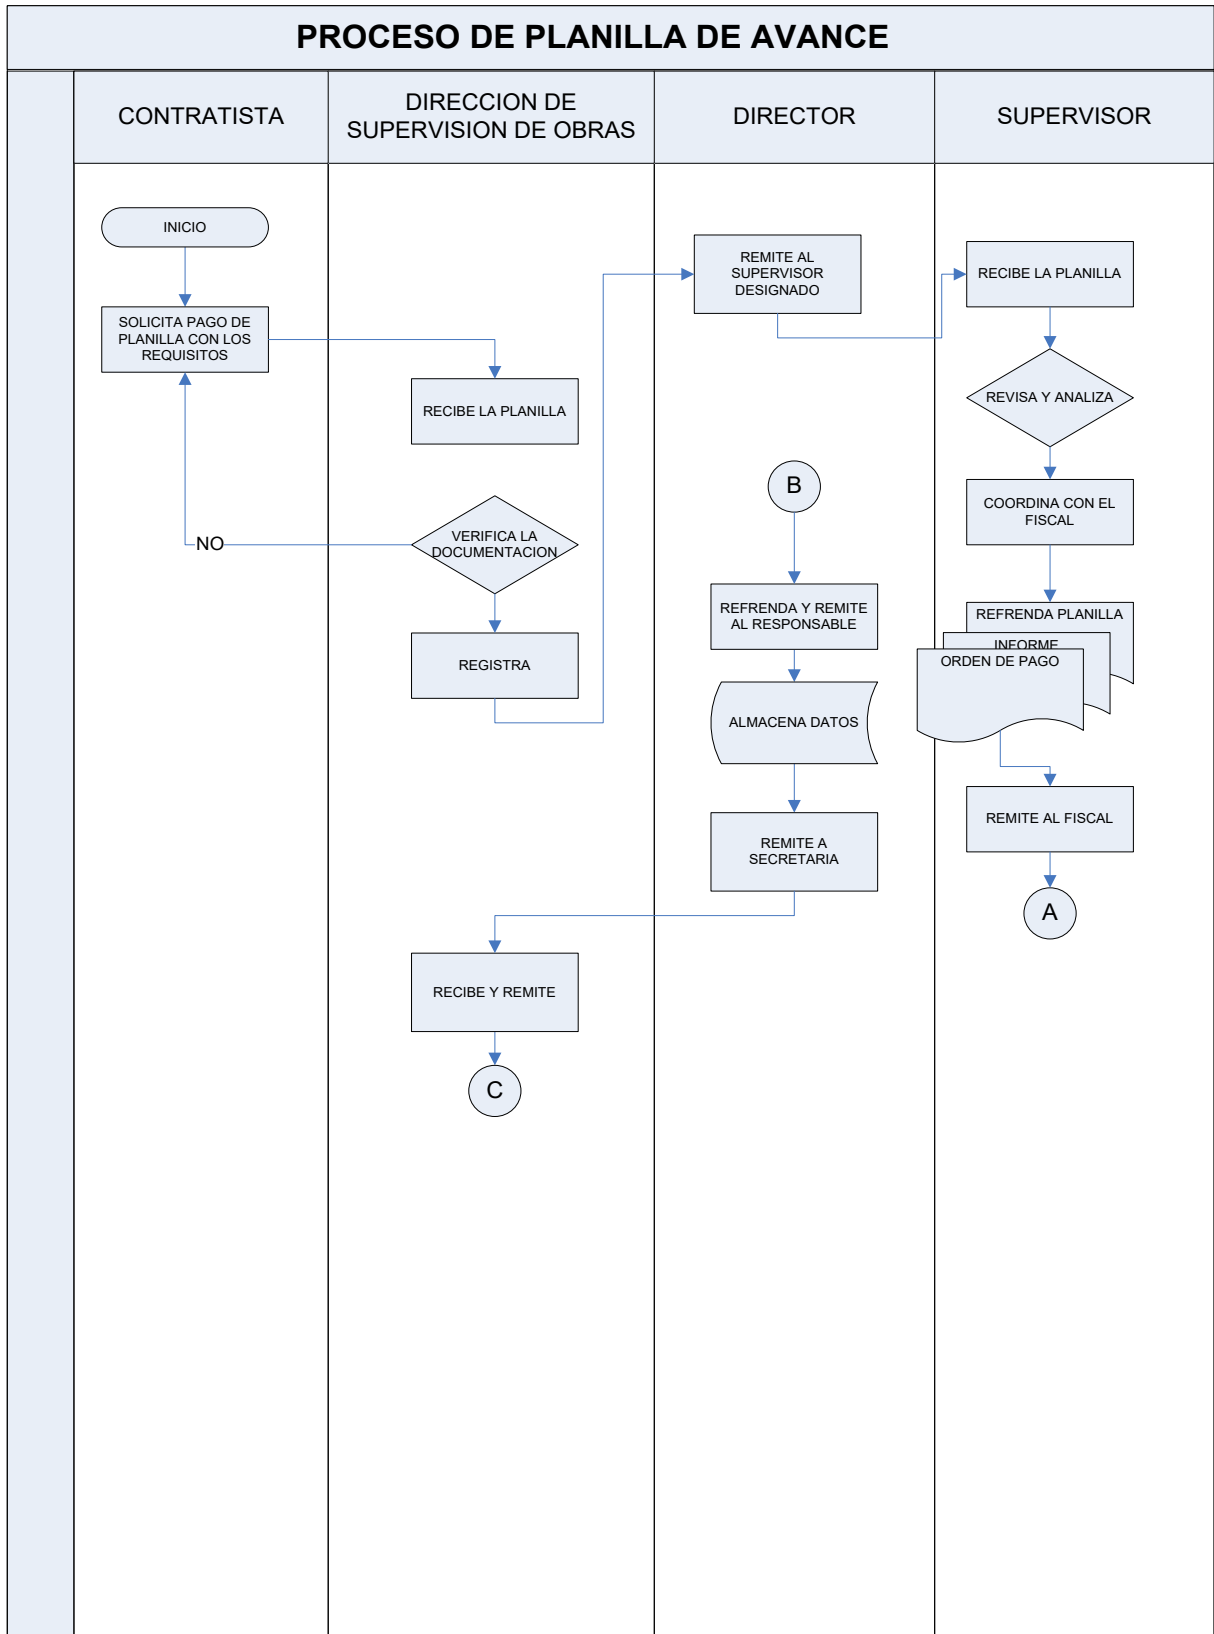 PROCESO DE PLANILLA DE AVANCE
CONTRATISTA
DIRECCION DE
SUPERVISION DE OBRAS
DIRECTOR
SUPERVISOR
INICIO
SOLICITA PAGO DE
PLANILLA CON LOS
REQUISITOS
RECIBE LA PLANILLA
VERIFICA LA
DOCUMENTACION
NO
REGISTRA
REMITE AL
SUPERVISOR
DESIGNADO
RECIBE LA PLANILLA
REVISA Y ANALIZA
COORDINA CON EL
FISCAL
REFRENDA PLANILLA
INFORME
ORDEN DE PAGO
REMITE AL FISCAL
A
B
REFRENDA Y REMITE
AL RESPONSABLE
ALMACENA DATOS
REMITE A
SECRETARIA
RECIBE Y REMITE
C